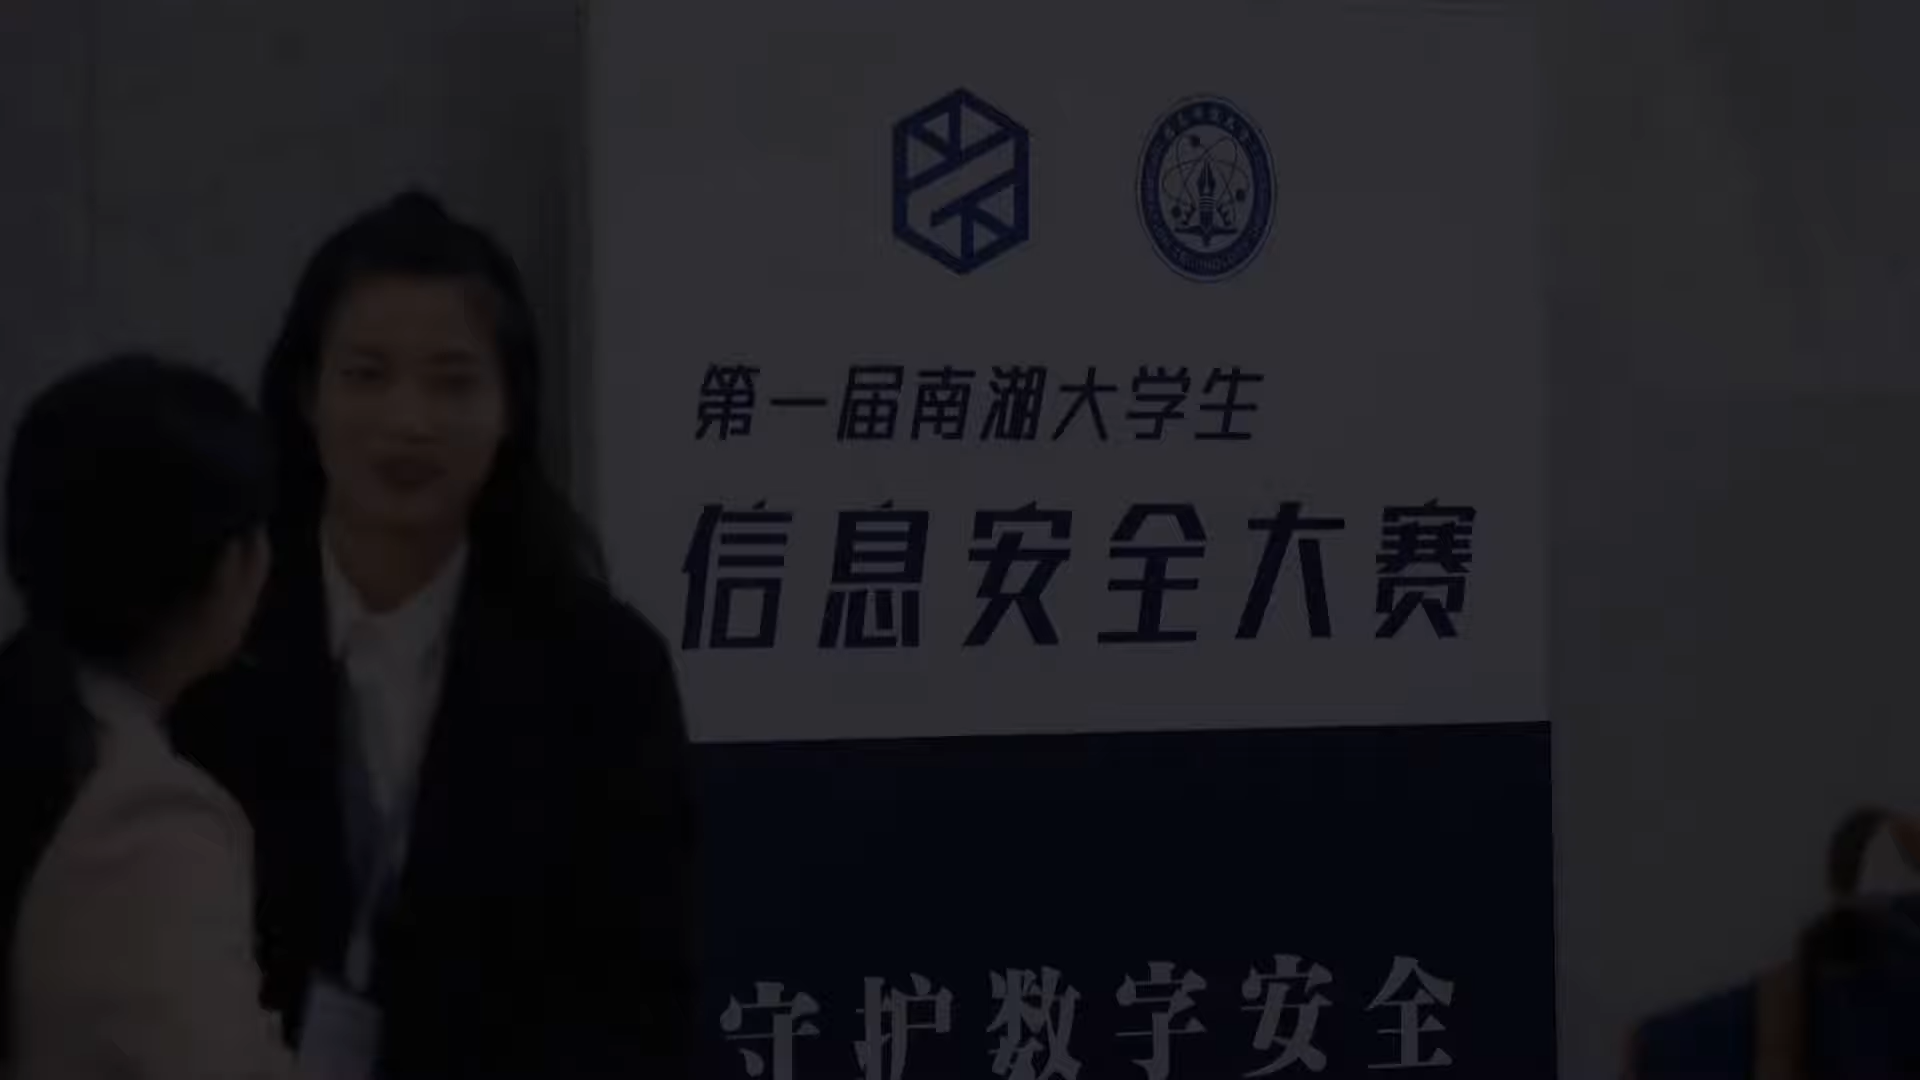 第一届南湖大学生
信息安全大赛
守护数字安全